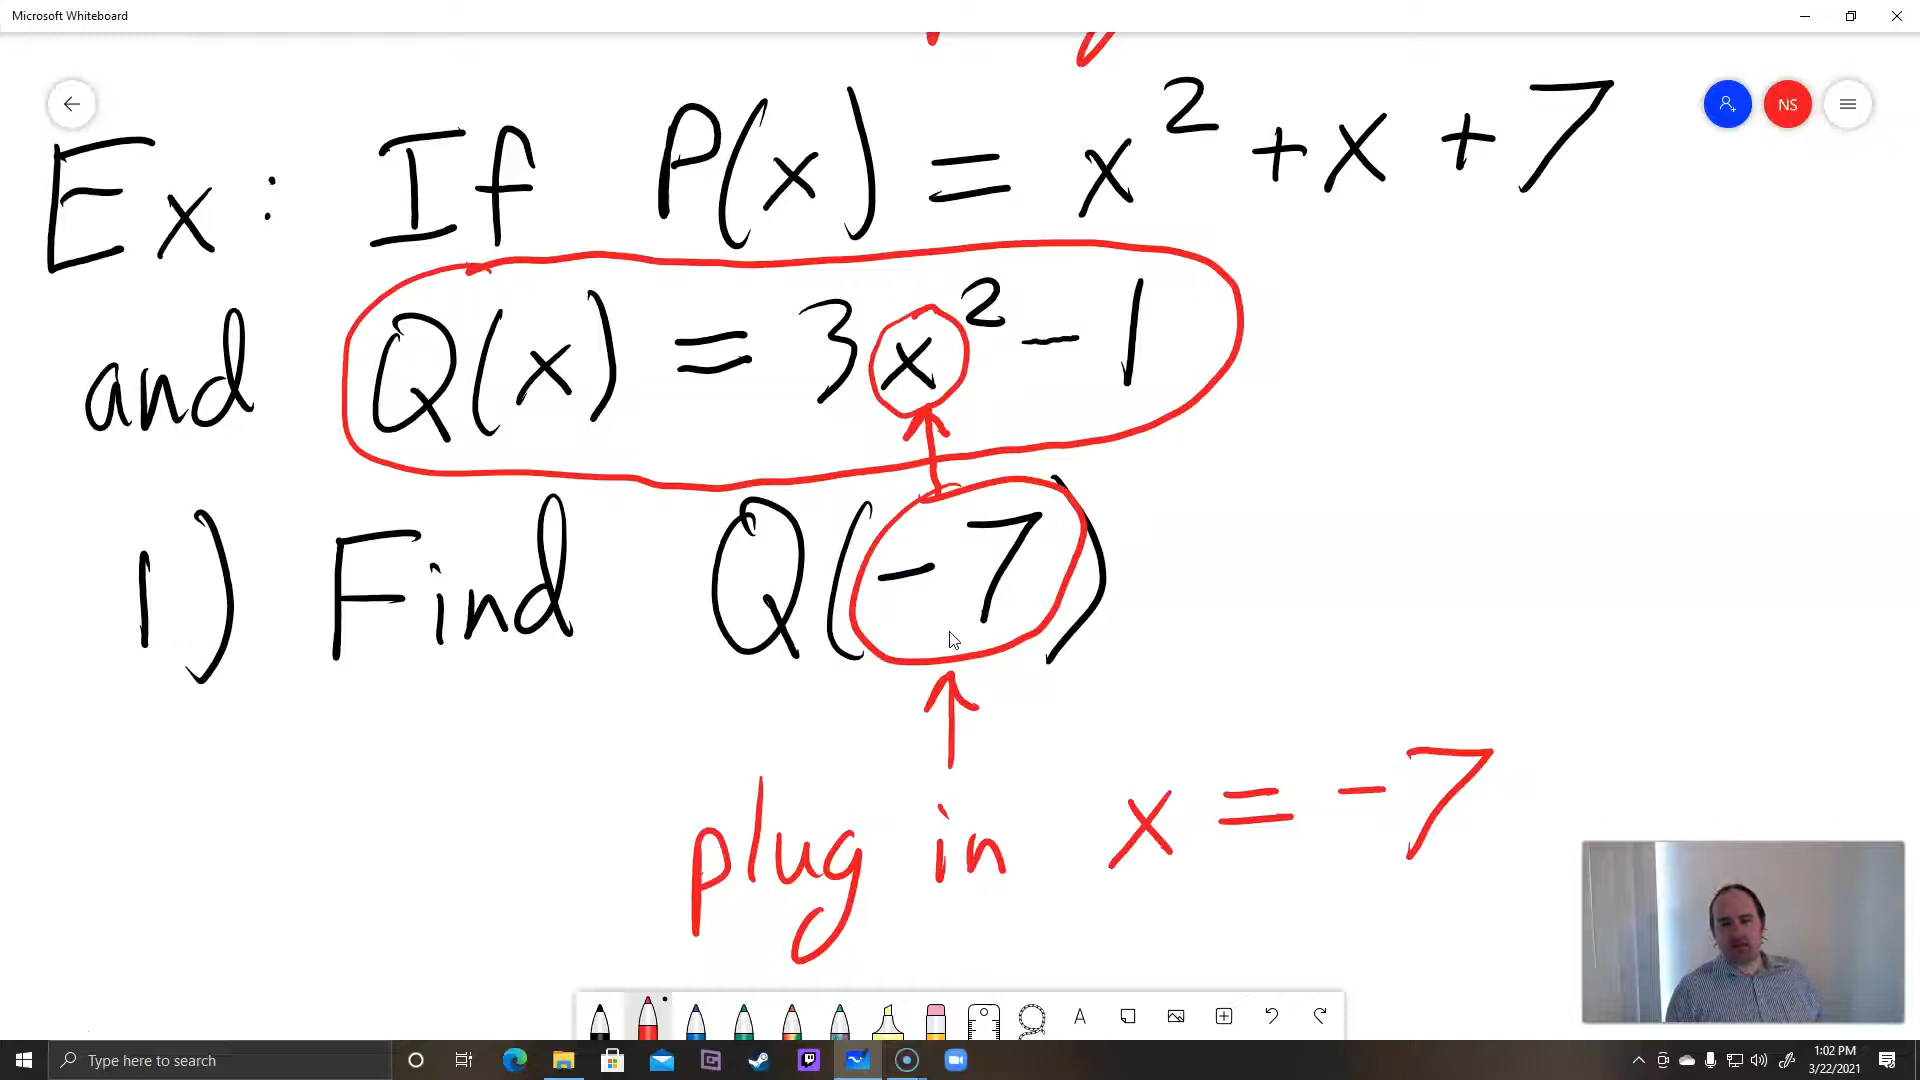 Microsoft Whiteboard
NS
Ex: If P(x) = x² + x + 7
and Q(x) = 3x² - 1
1) Find Q(-7)
plug in x = -7
Type here to search
1:02 PM
3/22/2021